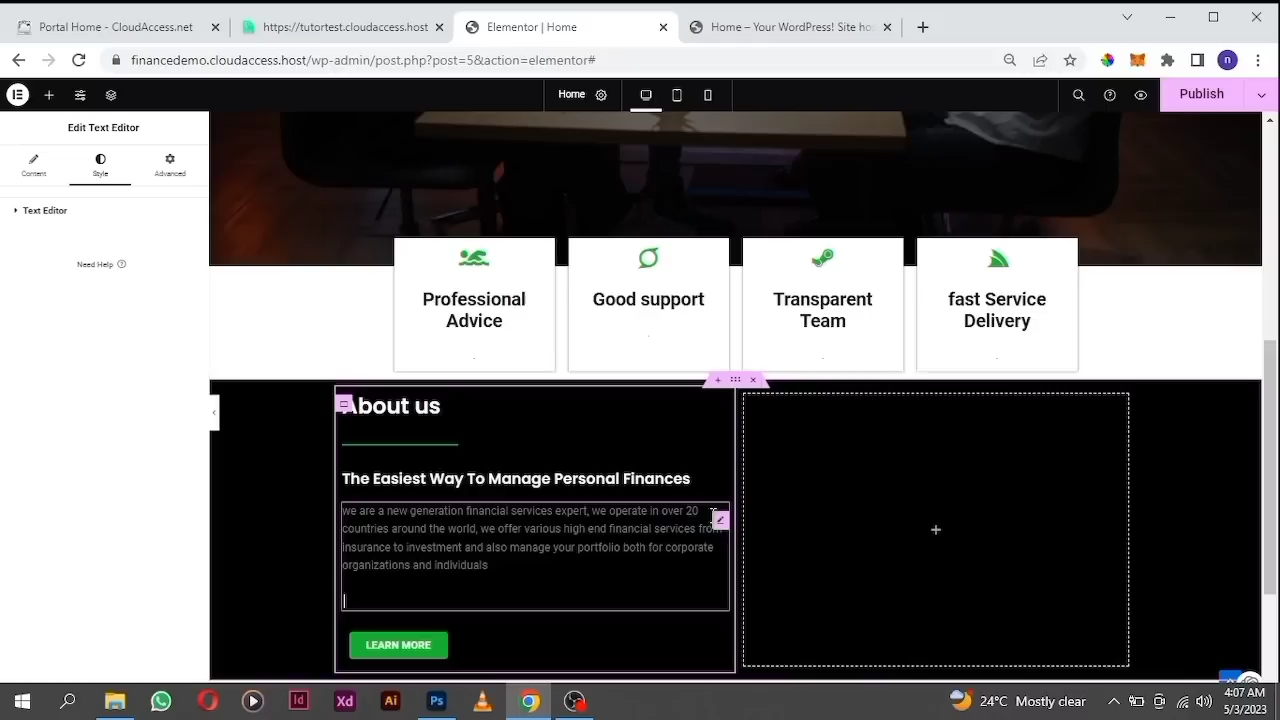 Portal Home - CloudAccess.net
https://tutortest.cloudaccess.host
Elementor | Home
Home – Your WordPress! Site hos
financedemo.cloudaccess.host/wp-admin/post.php?post=5&action=elementor#
n
Home
Publish
Edit Text Editor
Content
Style
Advanced
Text Editor
Need Help
Professional
Advice
.
Good support
.
Transparent
Team
.
fast Service
Delivery
.
About us
The Easiest Way To Manage Personal Finances
we are a new generation financial services expert, we operate in over 20
countries around the world, we offer various high end financial services from
insurance to investment and also manage your portfolio both for corporate
organizations and individuals
LEARN MORE
Id
Xd
Ai
Ps
24°C Mostly clear
4:07 AM
5/3/2023